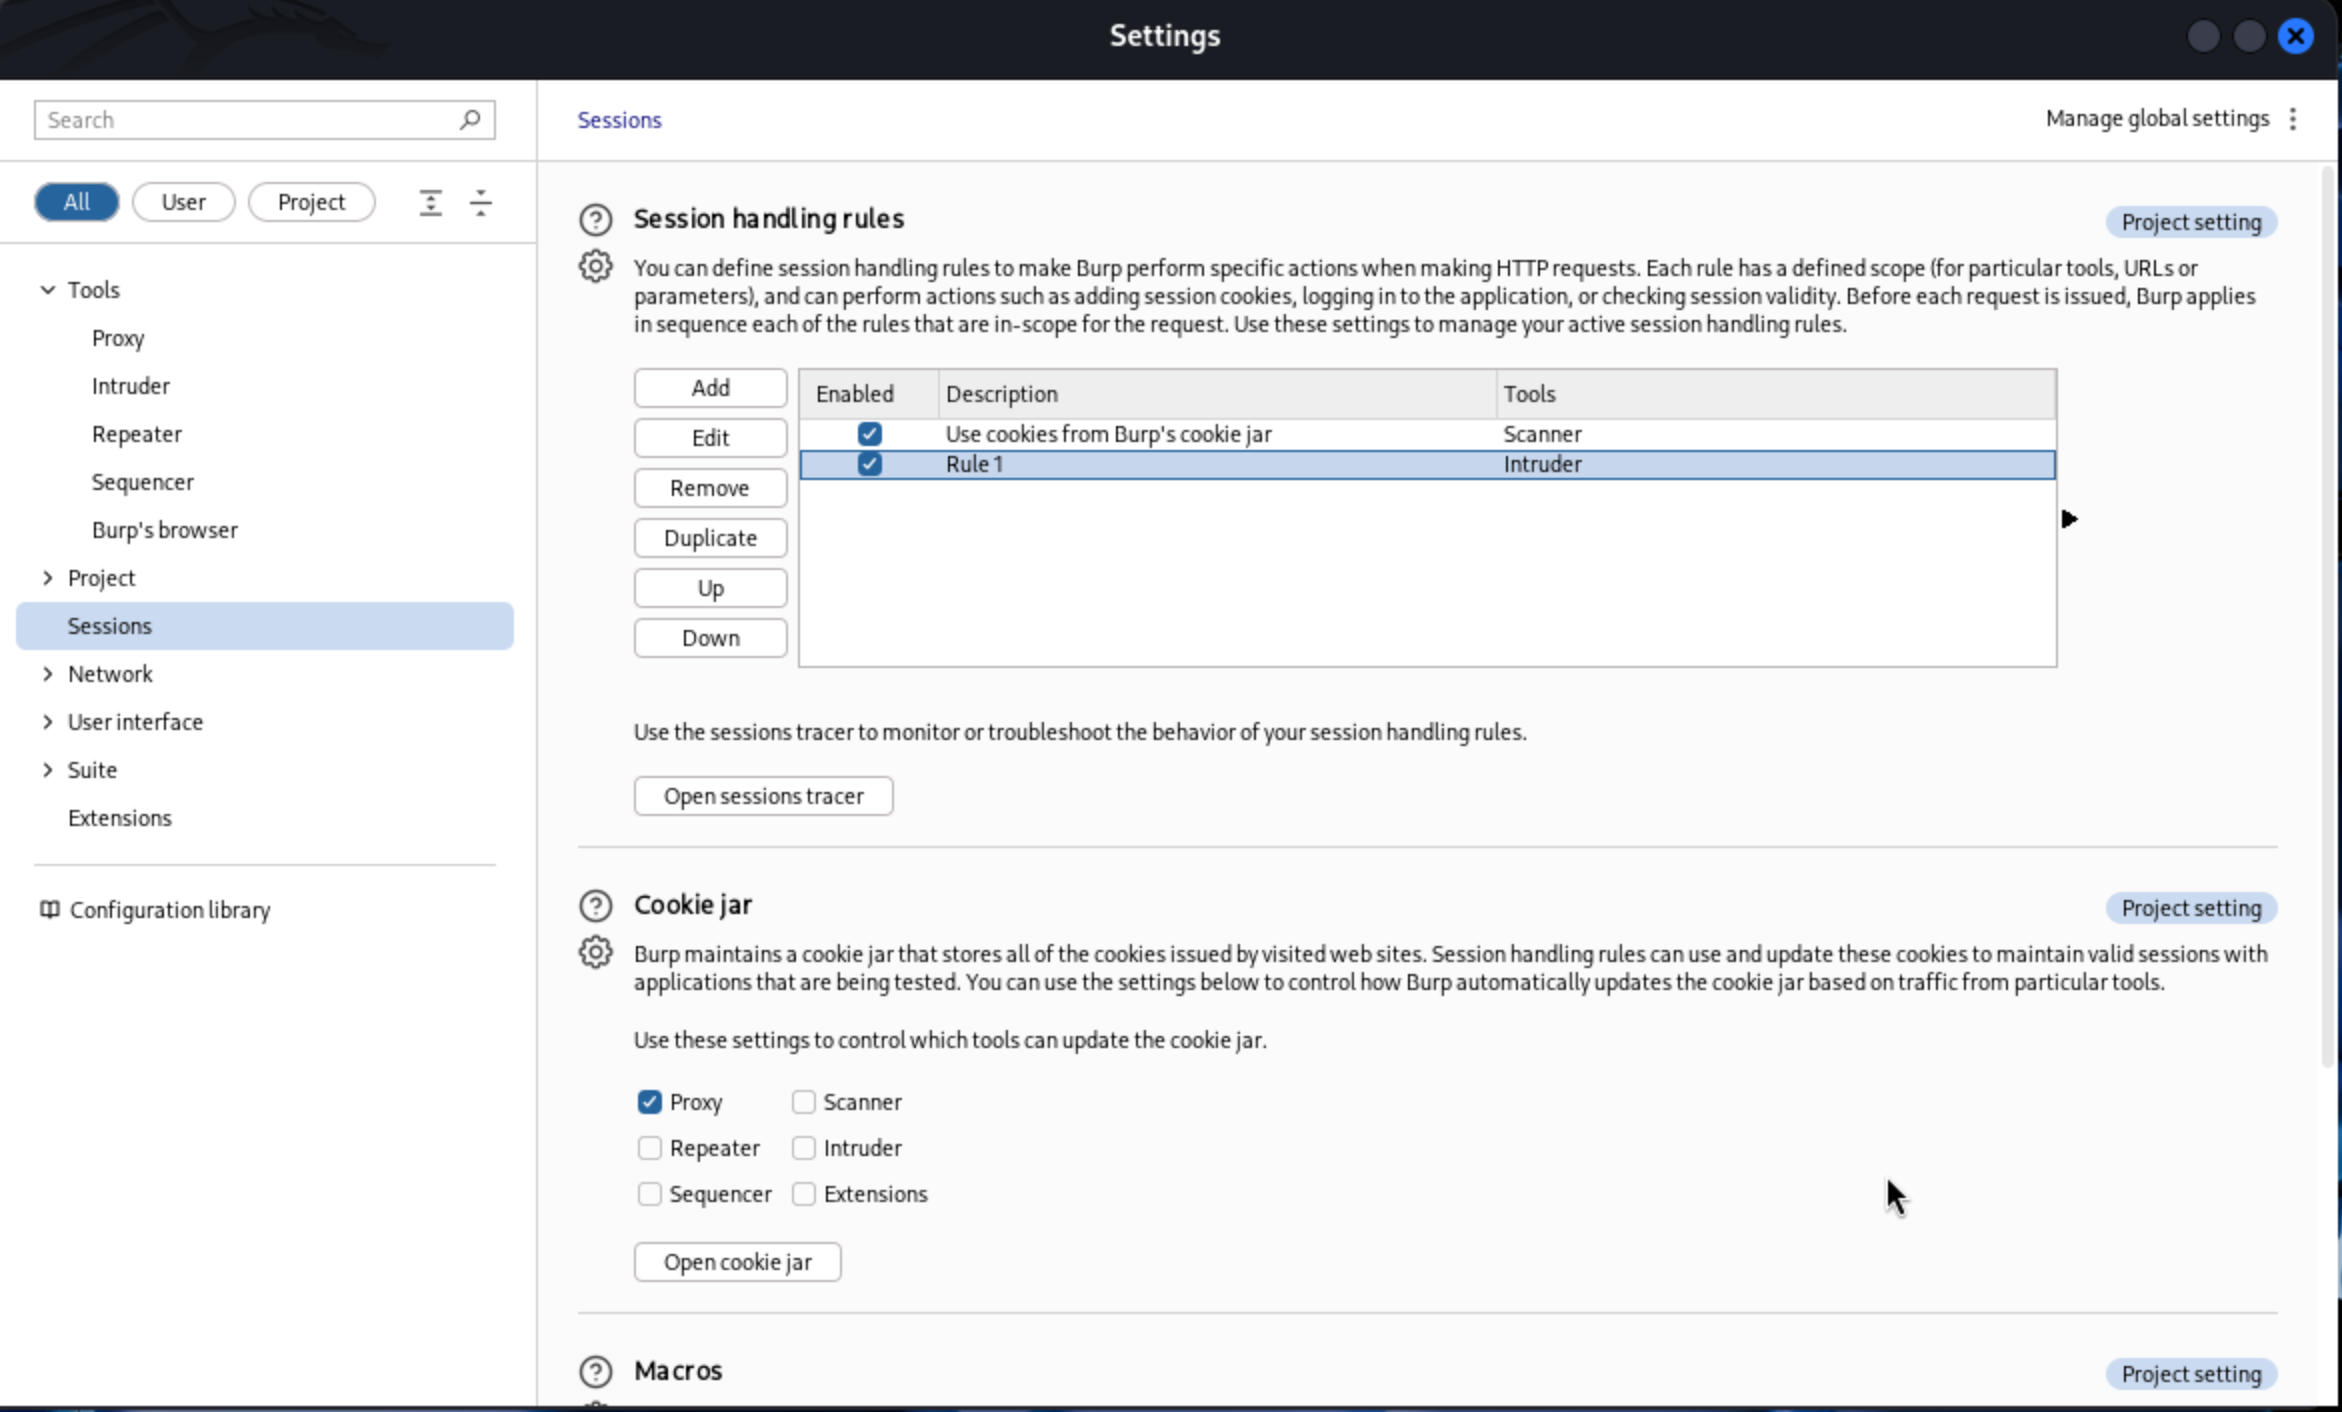 Settings
Search
Sessions
Manage global settings
All
User
Project
Tools
Proxy
Intruder
Repeater
Sequencer
Burp's browser
Project
Sessions
Network
User interface
Suite
Extensions
Configuration library
Session handling rules
Project setting
You can define session handling rules to make Burp perform specific actions when making HTTP requests. Each rule has a defined scope (for particular tools, URLs or
parameters), and can perform actions such as adding session cookies, logging in to the application, or checking session validity. Before each request is issued, Burp applies
in sequence each of the rules that are in-scope for the request. Use these settings to manage your active session handling rules.
Add
Edit
Remove
Duplicate
Up
Down
Enabled Description Tools
Use cookies from Burp's cookie jar Scanner
Rule 1 Intruder
Use the sessions tracer to monitor or troubleshoot the behavior of your session handling rules.
Open sessions tracer
Cookie jar
Project setting
Burp maintains a cookie jar that stores all of the cookies issued by visited web sites. Session handling rules can use and update these cookies to maintain valid sessions with
applications that are being tested. You can use the settings below to control how Burp automatically updates the cookie jar based on traffic from particular tools.
Use these settings to control which tools can update the cookie jar.
Proxy Scanner
Repeater Intruder
Sequencer Extensions
Open cookie jar
Macros
Project setting